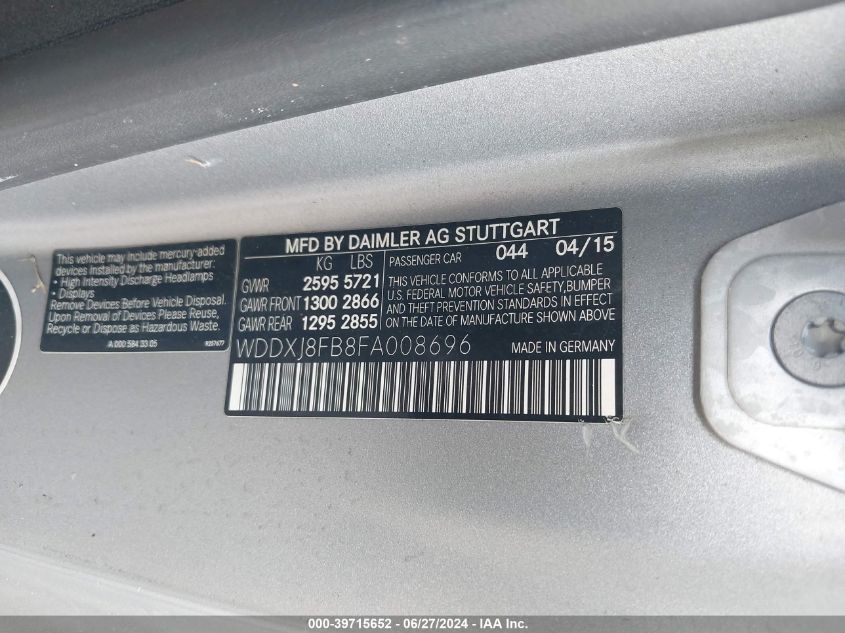 This vehicle may include mercury-added
devices installed by the manufacturer:
• High Intensity Discharge Headlamps
• Displays
Remove Devices Before Vehicle Disposal.
Upon Removal of Devices Please Reuse,
Recycle or Dispose as Hazardous Waste.
A 000 584 33 05 9257677
MFD BY DAIMLER AG STUTTGART
KG LBS
GVWR 2595 5721
GAWR FRONT 1300 2866
GAWR REAR 1295 2855
PASSENGER CAR 044 04/15
THIS VEHICLE CONFORMS TO ALL APPLICABLE
U.S. FEDERAL MOTOR VEHICLE SAFETY, BUMPER
AND THEFT PREVENTION STANDARDS IN EFFECT
ON THE DATE OF MANUFACTURE SHOWN ABOVE.
WDDXJ8FB8FA008696 MADE IN GERMANY
000-39715652 - 06/27/2024 - © IAA, Inc.